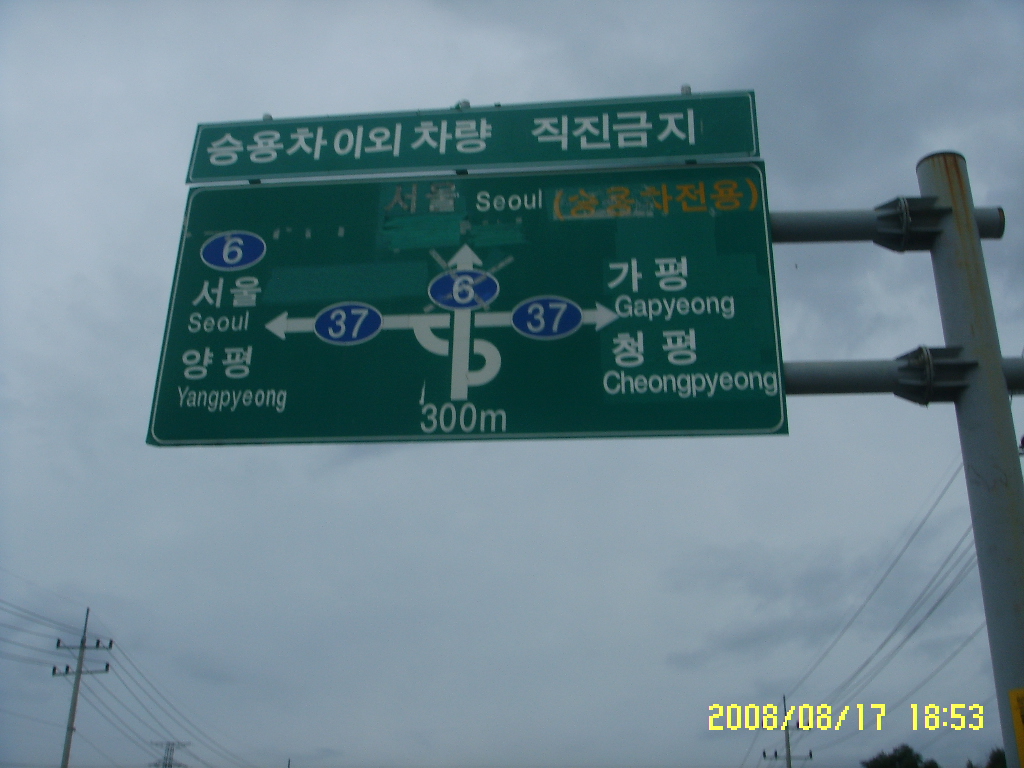 승용차 이외 차량 직진금지
서울 Seoul (승용차전용)
6
서울
Seoul
양평
Yangpyeong
37
6
37
가평
Gapyeong
청평
Cheongpyeong
300m
2008/08/17 18:53